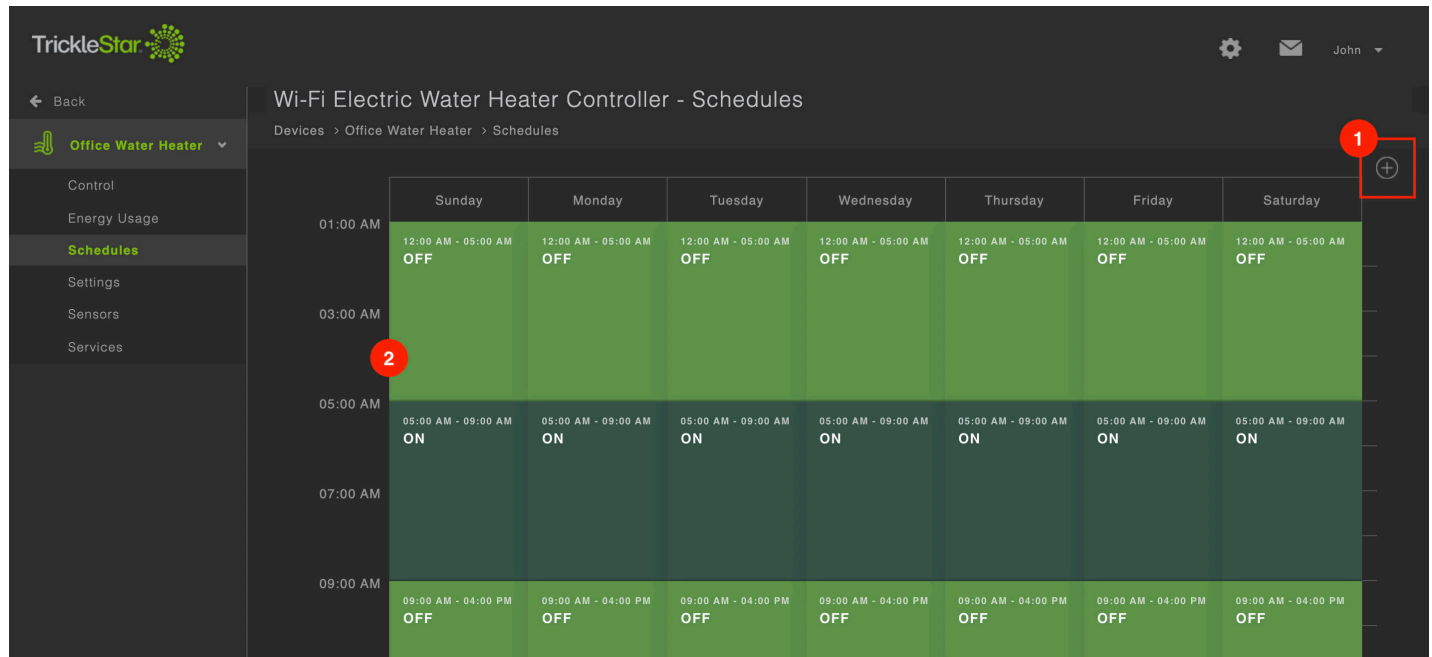 TrickleStar
John
Back
Wi-Fi Electric Water Heater Controller - Schedules
Devices > Office Water Heater > Schedules
Office Water Heater
Control
Energy Usage
Schedules
Settings
Sensors
Services
1
Sunday Monday Tuesday Wednesday Thursday Friday Saturday
01:00 AM
12:00 AM - 05:00 AM 12:00 AM - 05:00 AM 12:00 AM - 05:00 AM 12:00 AM - 05:00 AM 12:00 AM - 05:00 AM 12:00 AM - 05:00 AM 12:00 AM - 05:00 AM
OFF OFF OFF OFF OFF OFF OFF
03:00 AM
2
05:00 AM
05:00 AM - 09:00 AM 05:00 AM - 09:00 AM 05:00 AM - 09:00 AM 05:00 AM - 09:00 AM 05:00 AM - 09:00 AM 05:00 AM - 09:00 AM 05:00 AM - 09:00 AM
ON ON ON ON ON ON ON
07:00 AM
09:00 AM
09:00 AM - 04:00 PM 09:00 AM - 04:00 PM 09:00 AM - 04:00 PM 09:00 AM - 04:00 PM 09:00 AM - 04:00 PM 09:00 AM - 04:00 PM 09:00 AM - 04:00 PM
OFF OFF OFF OFF OFF OFF OFF